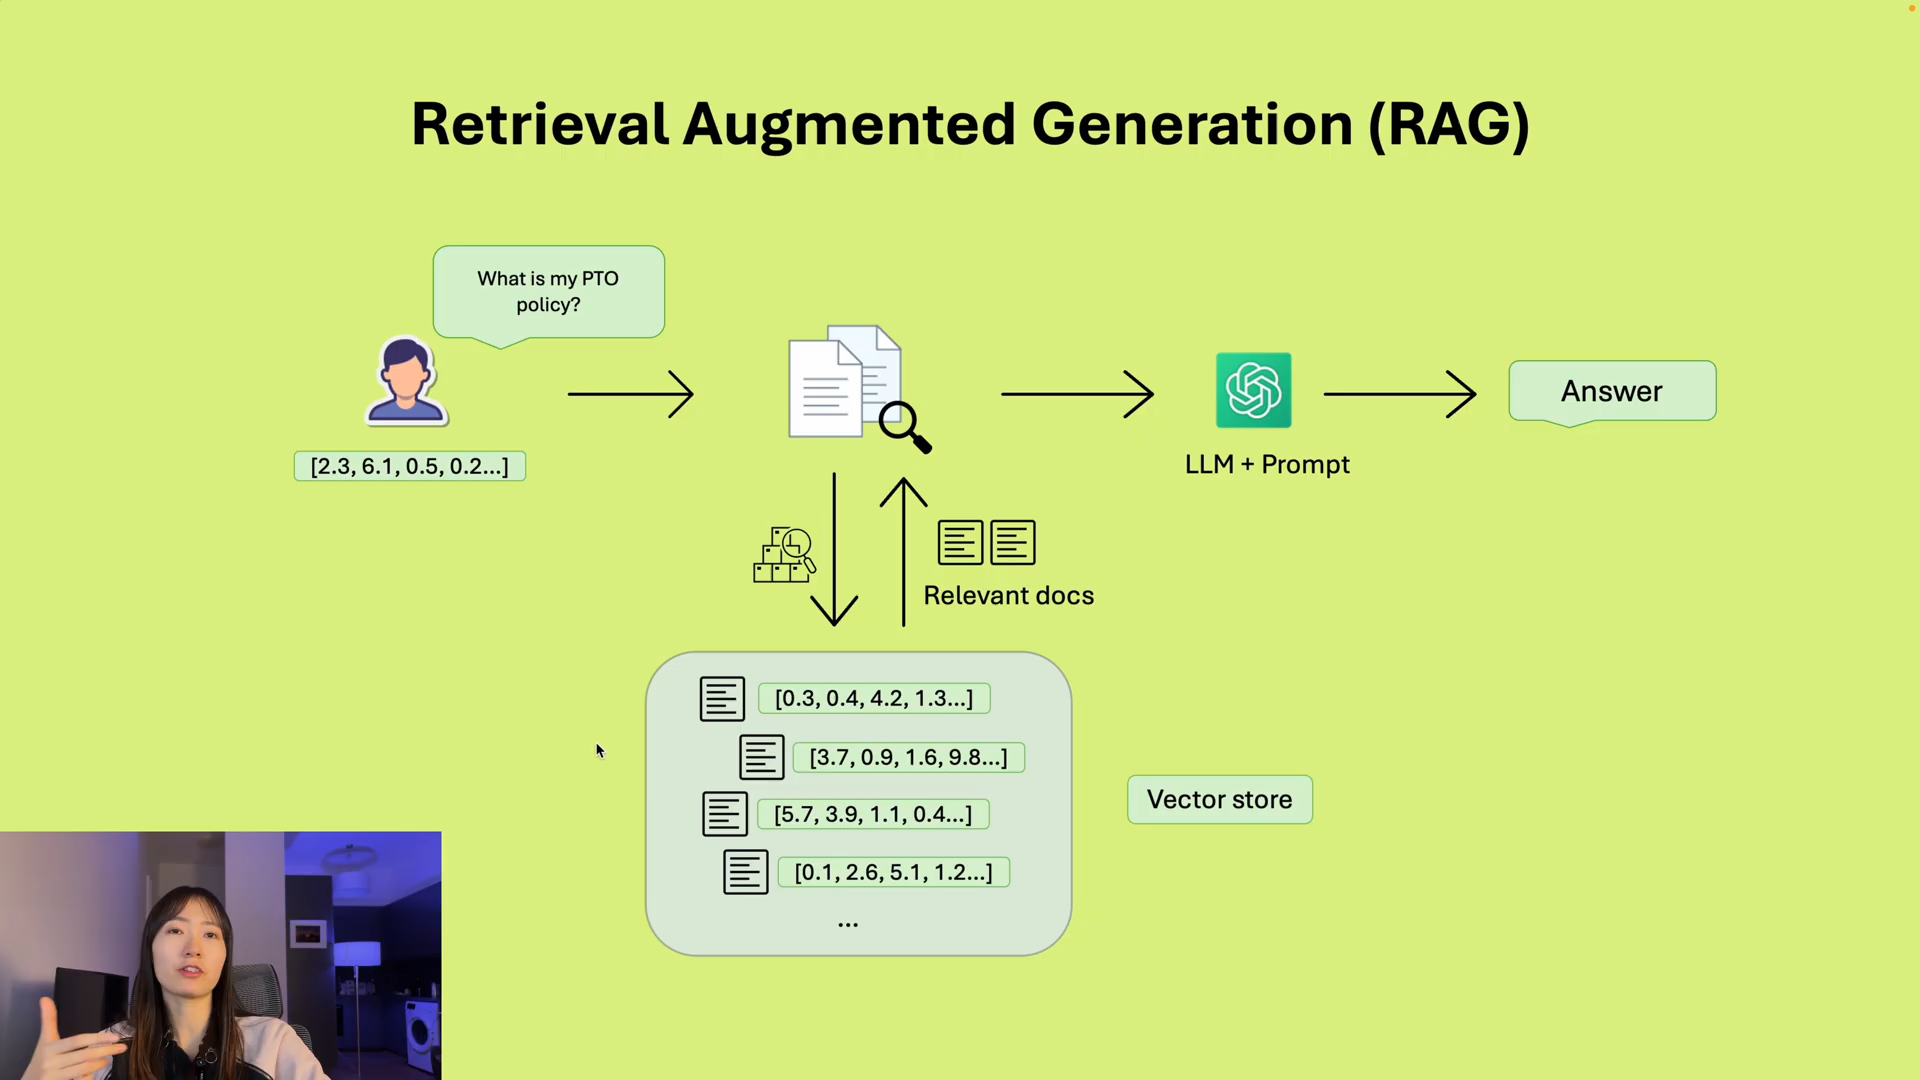 Retrieval Augmented Generation (RAG)
What is my PTO
policy?
[2.3, 6.1, 0.5, 0.2...]
LLM + Prompt
Answer
Relevant docs
[0.3, 0.4, 4.2, 1.3...]
[3.7, 0.9, 1.6, 9.8...]
[5.7, 3.9, 1.1, 0.4...]
[0.1, 2.6, 5.1, 1.2...]
...
Vector store